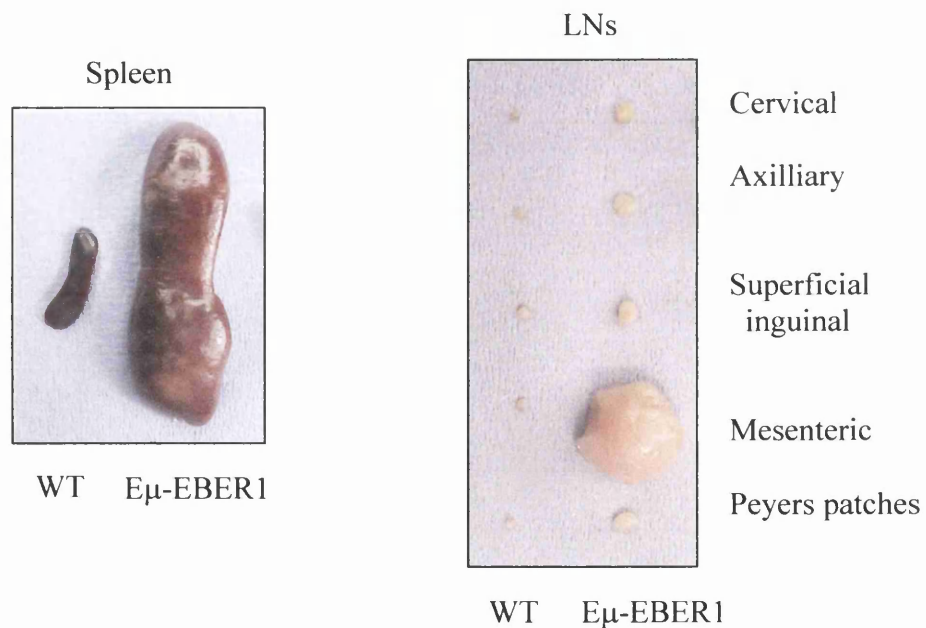 Spleen
WT Eμ-EBER1
LNs
Cervical
Axilliary
Superficial
inguinal
Mesenteric
Peyers patches
WT Eμ-EBER1